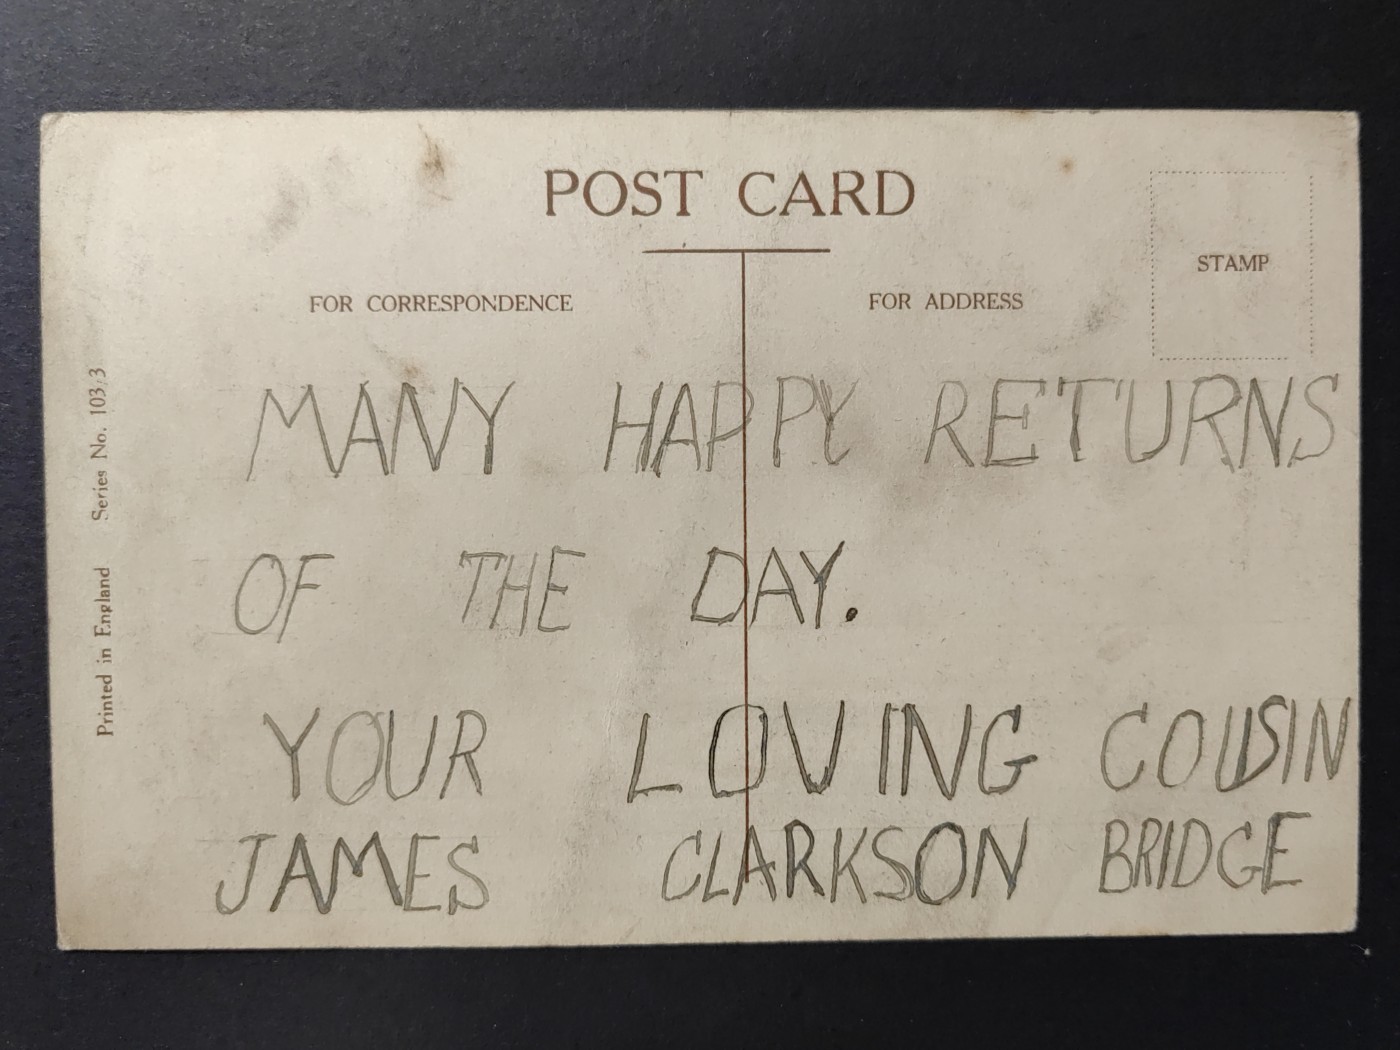 POST CARD
STAMP
FOR CORRESPONDENCE
FOR ADDRESS
MANY HAPPY RETURNS
OF THE DAY.
YOUR LOVING COUSIN
JAMES CLARKSON BRIDGE
Printed in England Series No. 103/3